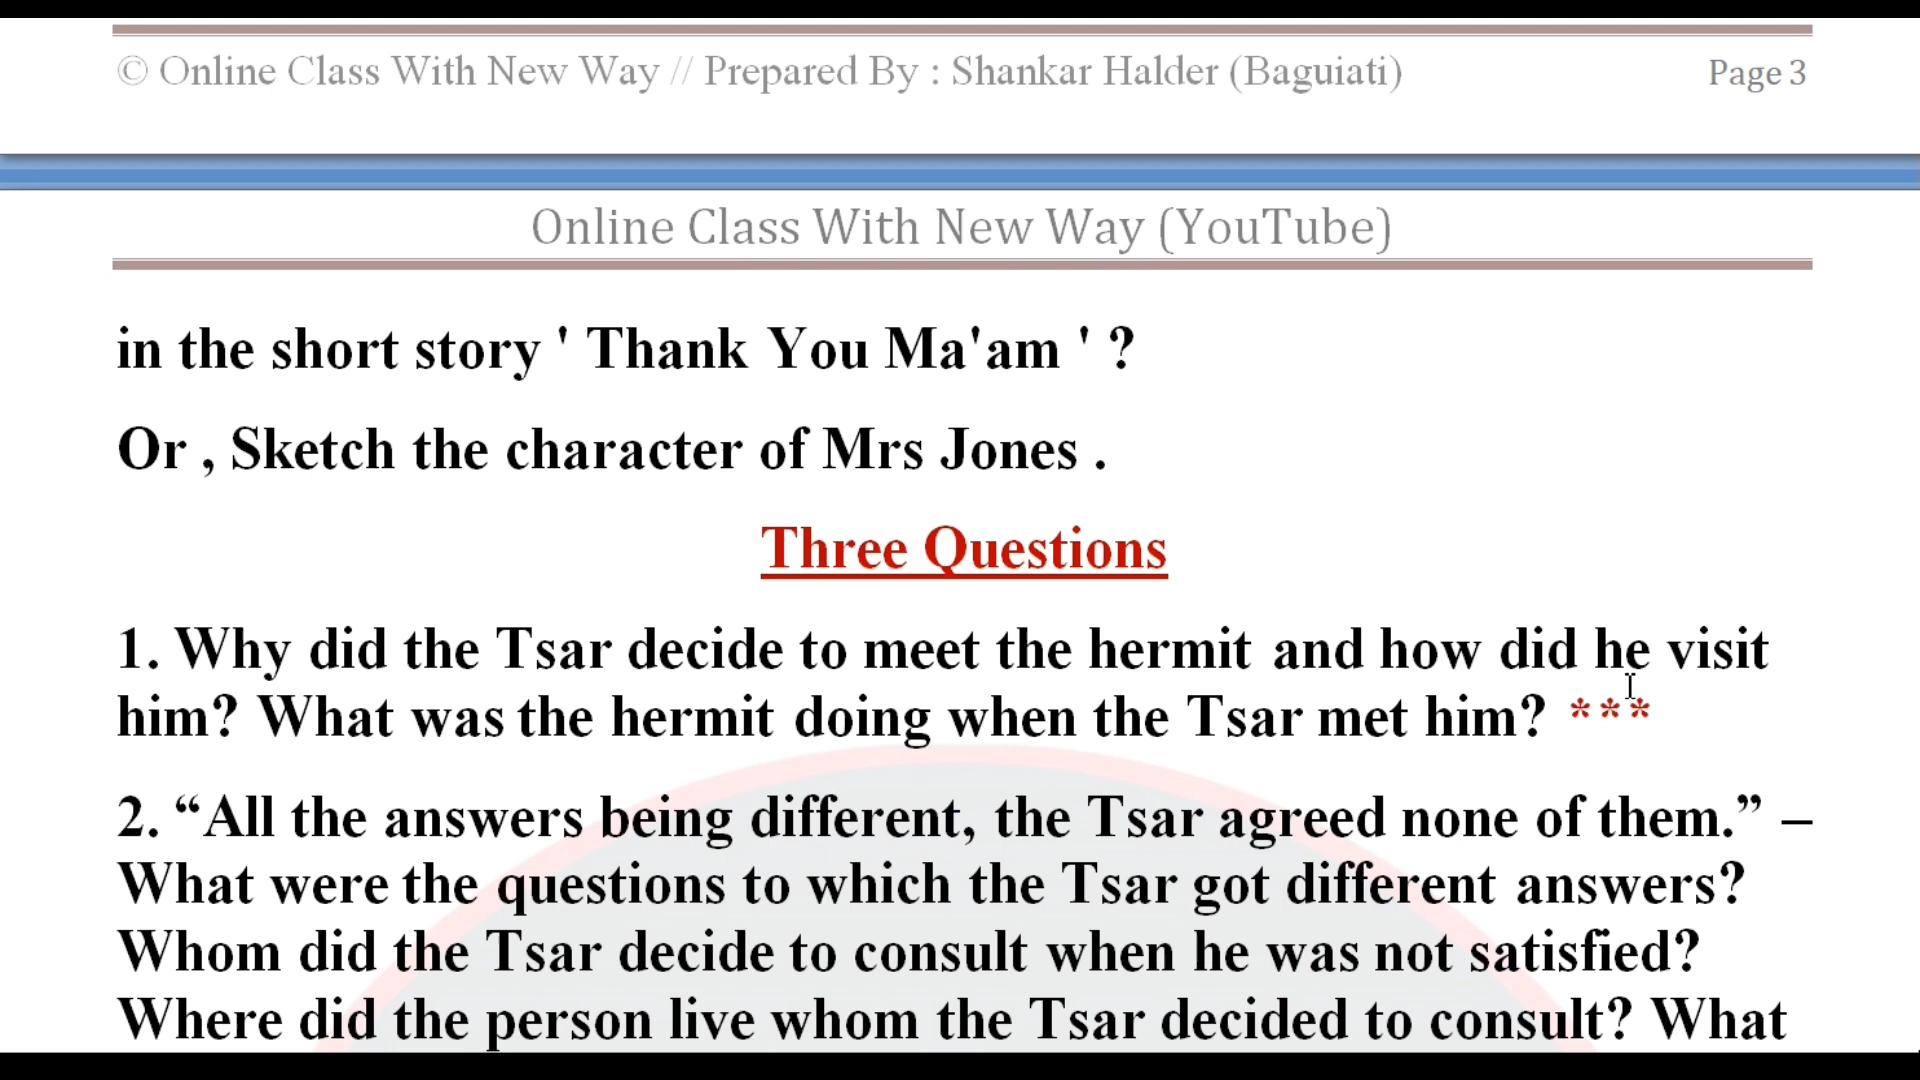 © Online Class With New Way // Prepared By : Shankar Halder (Baguiati) Page 3
Online Class With New Way (YouTube)
in the short story ' Thank You Ma'am ' ?
Or , Sketch the character of Mrs Jones .
Three Questions
1. Why did the Tsar decide to meet the hermit and how did he visit
him? What was the hermit doing when the Tsar met him? ***
2. “All the answers being different, the Tsar agreed none of them.” –
What were the questions to which the Tsar got different answers?
Whom did the Tsar decide to consult when he was not satisfied?
Where did the person live whom the Tsar decided to consult? What